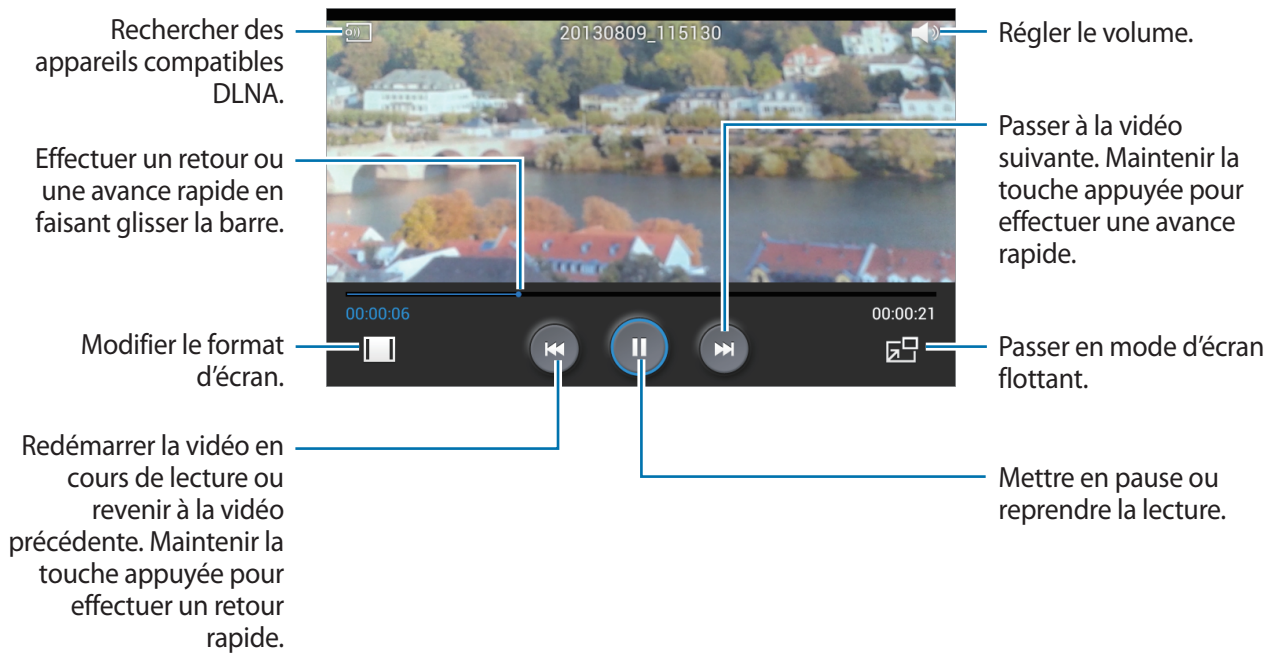 Rechercher des
appareils compatibles
DLNA.
20130809_115130
Régler le volume.
Effectuer un retour ou
une avance rapide en
faisant glisser la barre.
Passer à la vidéo
suivante. Maintenir la
touche appuyée pour
effectuer une avance
rapide.
00:00:06
00:00:21
Modifier le format
d'écran.
Passer en mode d'écran
flottant.
Redémarrer la vidéo en
cours de lecture ou
revenir à la vidéo
précédente. Maintenir la
touche appuyée pour
effectuer un retour
rapide.
Mettre en pause ou
reprendre la lecture.